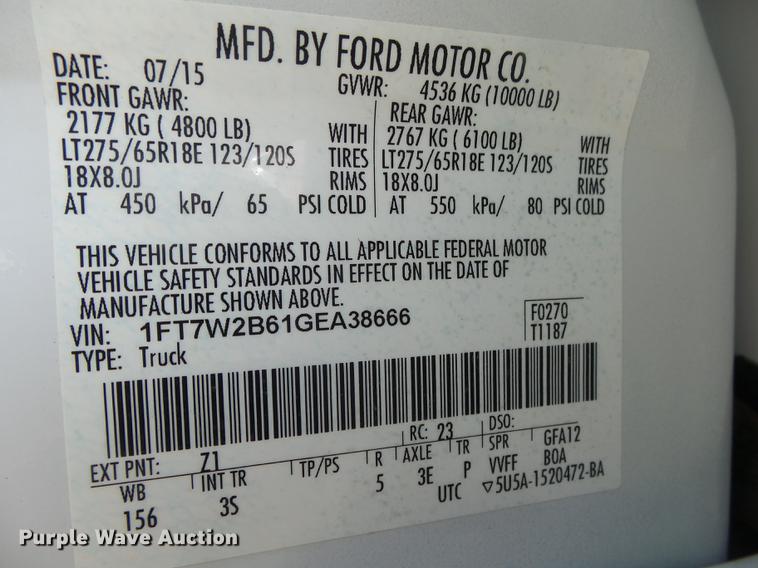 MFD. BY FORD MOTOR CO.
DATE: 07/15 GVWR: 4536 KG (10000 LB)
FRONT GAWR: REAR GAWR:
2177 KG ( 4800 LB) WITH 2767 KG ( 6100 LB) WITH
LT275/65R18E 123/120S TIRES LT275/65R18E 123/120S TIRES
18X8.0J RIMS 18X8.0J RIMS
AT 450 kPa/ 65 PSI COLD AT 550 kPa/ 80 PSI COLD
THIS VEHICLE CONFORMS TO ALL APPLICABLE FEDERAL MOTOR
VEHICLE SAFETY STANDARDS IN EFFECT ON THE DATE OF
MANUFACTURE SHOWN ABOVE.
VIN: 1FT7W2B61GEA38666 F0270
TYPE: Truck T1187
EXT PNT: Z1 RC: 23 DSO:
WB INT TR TP/PS R AXLE TR SPR GFA12
156 3S 5 3E P VVFF BOA
UTC ▽5U5A-1520472-BA
Purple Wave Auction